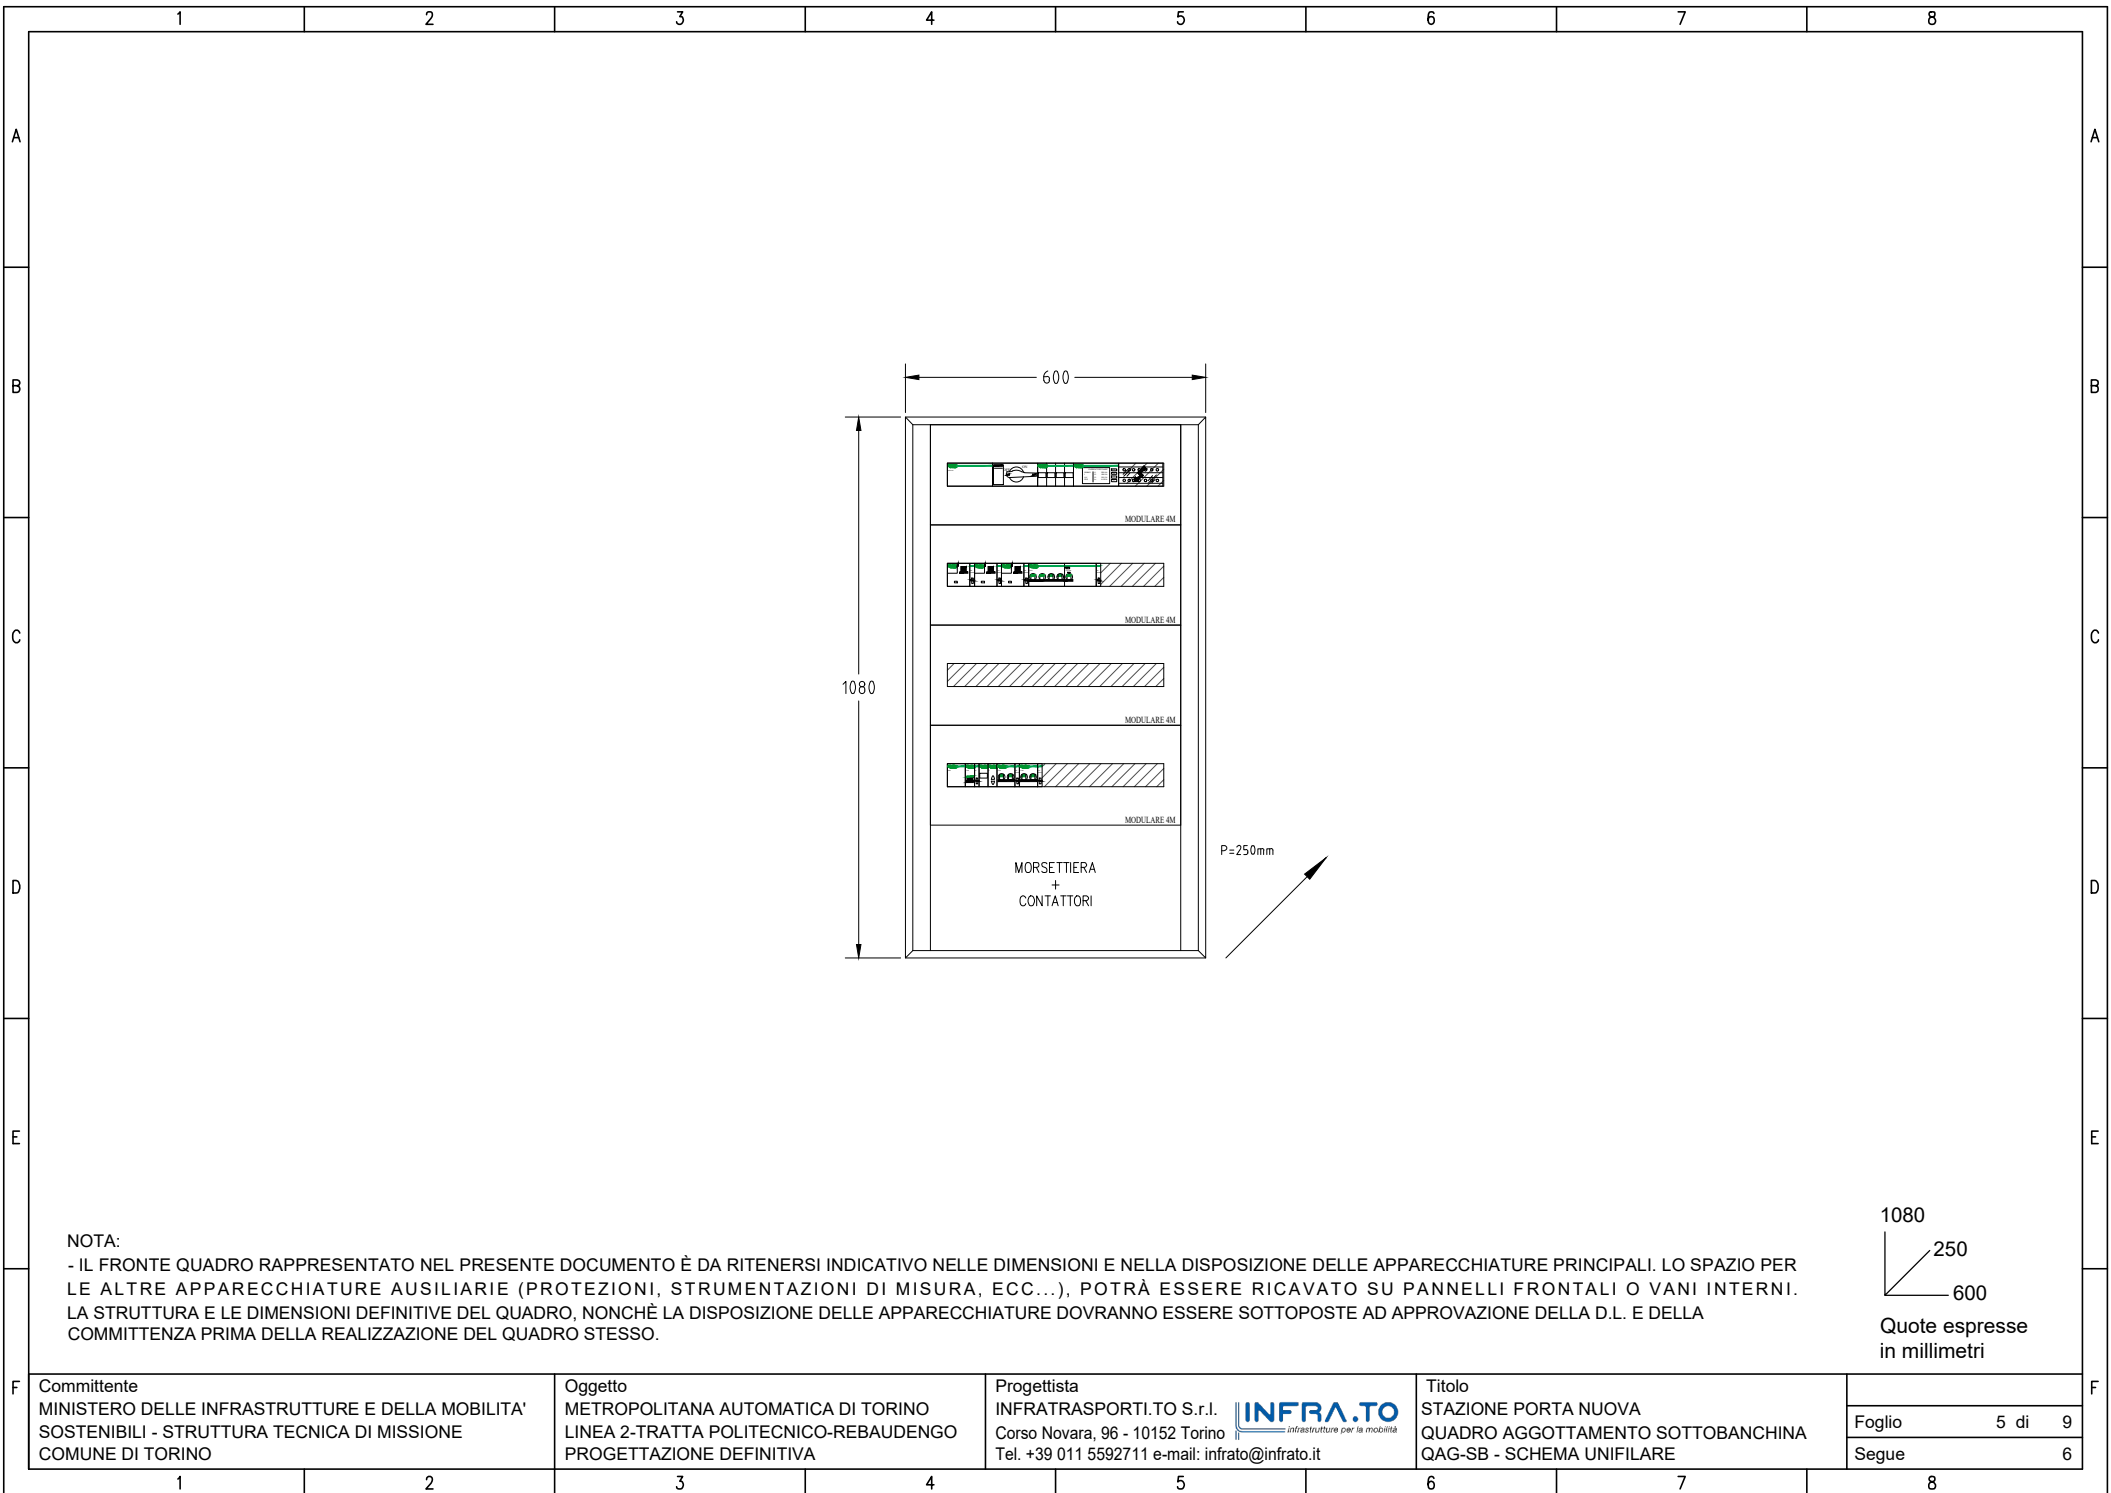 1 2 3 4 5 6 7 8
A A
B B
C C
D D
E E
F F
600
1080
MODULARE 4M
MODULARE 4M
MODULARE 4M
MODULARE 4M
MORSETTIERA
+
CONTATTORI
P=250mm
NOTA:
- IL FRONTE QUADRO RAPPRESENTATO NEL PRESENTE DOCUMENTO È DA RITENERSI INDICATIVO NELLE DIMENSIONI E NELLA DISPOSIZIONE DELLE APPARECCHIATURE PRINCIPALI. LO SPAZIO PER
LE ALTRE APPARECCHIATURE AUSILIARIE (PROTEZIONI, STRUMENTAZIONI DI MISURA, ECC...), POTRÀ ESSERE RICAVATO SU PANNELLI FRONTALI O VANI INTERNI.
LA STRUTTURA E LE DIMENSIONI DEFINITIVE DEL QUADRO, NONCHÈ LA DISPOSIZIONE DELLE APPARECCHIATURE DOVRANNO ESSERE SOTTOPOSTE AD APPROVAZIONE DELLA D.L. E DELLA
COMMITTENZA PRIMA DELLA REALIZZAZIONE DEL QUADRO STESSO.
1080
250
600
Quote espresse
in millimetri
Committente
MINISTERO DELLE INFRASTRUTTURE E DELLA MOBILITA'
SOSTENIBILI - STRUTTURA TECNICA DI MISSIONE
COMUNE DI TORINO
Oggetto
METROPOLITANA AUTOMATICA DI TORINO
LINEA 2-TRATTA POLITECNICO-REBAUDENGO
PROGETTAZIONE DEFINITIVA
Progettista
INFRATRASPORTI.TO S.r.l.
Corso Novara, 96 - 10152 Torino
Tel. +39 011 5592711 e-mail: infrato@infrato.it
INFRA.TO
infrastrutture per la mobilità
Titolo
STAZIONE PORTA NUOVA
QUADRO AGGOTTAMENTO SOTTOBANCHINA
QAG-SB - SCHEMA UNIFILARE
Foglio 5 di 9
Segue 6
1 2 3 4 5 6 7 8